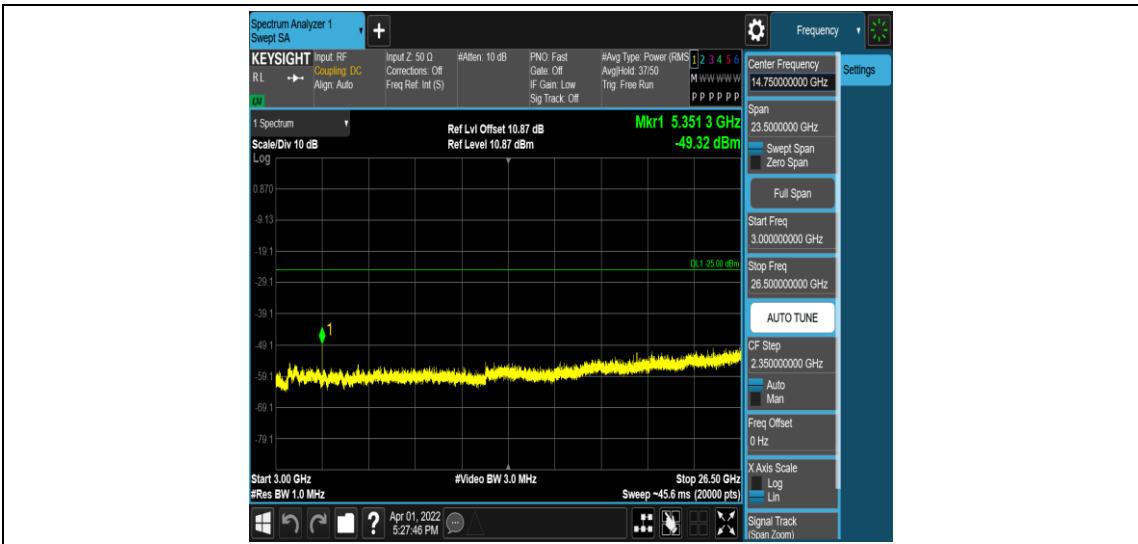 Spectrum Analyzer 1
Swept SA
+
Frequency
KEYSIGHT
RL
LXI
Input: RF
Coupling: DC
Align: Auto
Input Z: 50 Ω
Corrections: Off
Freq Ref: Int (S)
#Atten: 10 dB
PNO: Fast
Gate: Off
IF Gain: Low
Sig Track: Off
#Avg Type: Power (RMS
Avg|Hold: 37/50
Trig: Free Run
1 2 3 4 5 6
M W W W W W
P P P P P P
Center Frequency
14.750000000 GHz
Settings
Span
23.5000000 GHz
Swept Span
Zero Span
Full Span
Start Freq
3.000000000 GHz
Stop Freq
26.500000000 GHz
AUTO TUNE
CF Step
2.350000000 GHz
Auto
Man
Freq Offset
0 Hz
X Axis Scale
Log
Lin
Signal Track
(Span Zoom)
1 Spectrum
Scale/Div 10 dB
Log
Ref Lvl Offset 10.87 dB
Ref Level 10.87 dBm
Mkr1 5.351 3 GHz
-49.32 dBm
0.870
-9.13
-19.1
DL1 -25.00 dBm
-29.1
-39.1
1
-49.1
-59.1
-69.1
-79.1
Start 3.00 GHz
#Video BW 3.0 MHz
Stop 26.50 GHz
#Res BW 1.0 MHz
Sweep ~45.6 ms (20000 pts)
?
Apr 01, 2022
5:27:46 PM